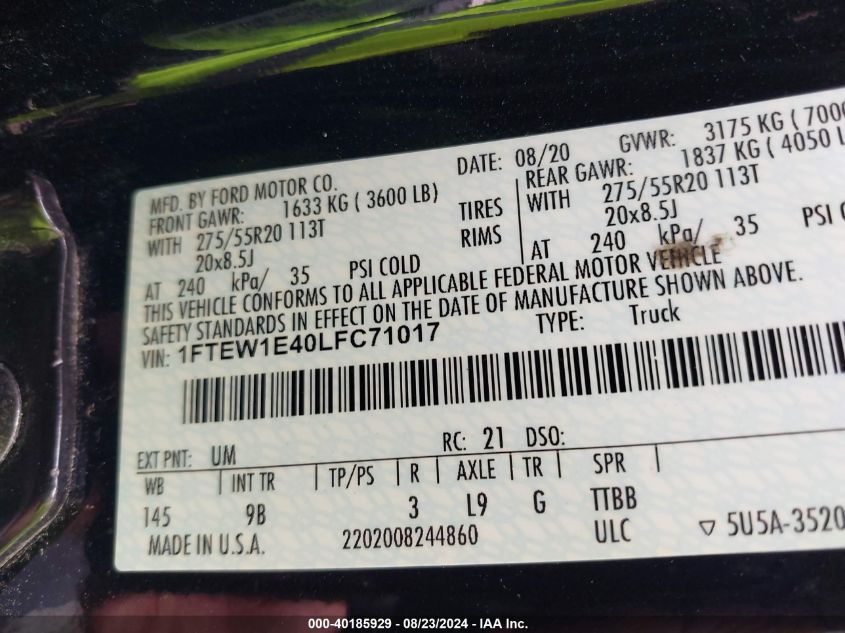 MFD. BY FORD MOTOR CO. DATE: 08/20 GVWR: 3175 KG ( 7000
FRONT GAWR: 1633 KG ( 3600 LB) REAR GAWR: 1837 KG ( 4050 L
WITH 275/55R20 113T TIRES WITH 275/55R20 113T
20x8.5J RIMS 20x8.5J
AT 240 kPa/ 35 PSI COLD AT 240 kPa/ 35 PSI C
THIS VEHICLE CONFORMS TO ALL APPLICABLE FEDERAL MOTOR VEHICLE
SAFETY STANDARDS IN EFFECT ON THE DATE OF MANUFACTURE SHOWN ABOVE.
VIN: 1FTEW1E40LFC71017 TYPE: Truck
EXT PNT: UM RC: 21 DSO:
WB INT TR TP/PS R AXLE TR SPR
145 9B 3 L9 G TTBB
MADE IN U.S.A. 2202008244860 ULC ▽ 5U5A-3520
000-40185929 - 08/23/2024 - IAA Inc.